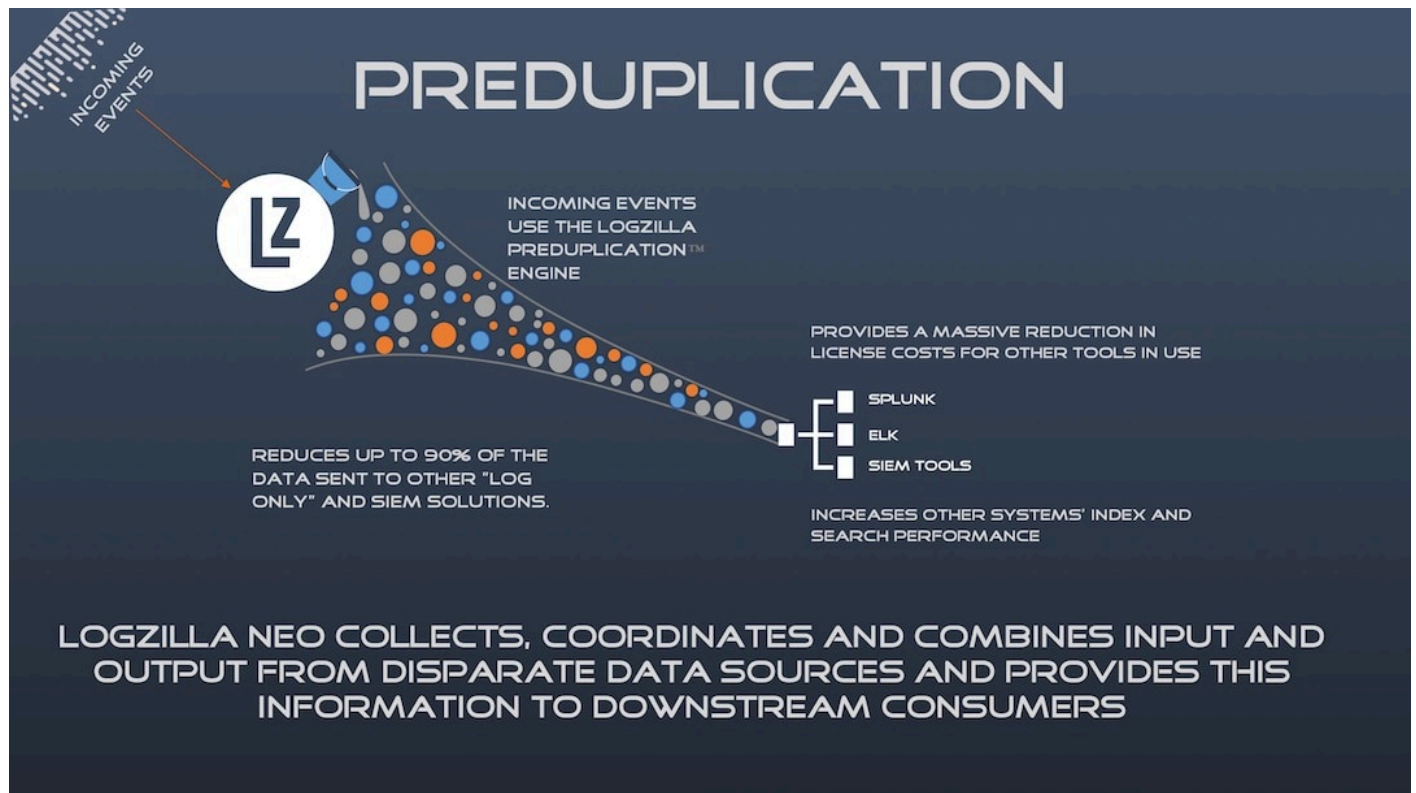 INCOMING
EVENTS
PREDUPLICATION
LZ
INCOMING EVENTS
USE THE LOGZILLA
PREDUPLICATION™
ENGINE
PROVIDES A MASSIVE REDUCTION IN
LICENSE COSTS FOR OTHER TOOLS IN USE
SPLUNK
ELK
SIEM TOOLS
REDUCES UP TO 90% OF THE
DATA SENT TO OTHER "LOG
ONLY" AND SIEM SOLUTIONS.
INCREASES OTHER SYSTEMS' INDEX AND
SEARCH PERFORMANCE
LOGZILLA NEO COLLECTS, COORDINATES AND COMBINES INPUT AND
OUTPUT FROM DISPARATE DATA SOURCES AND PROVIDES THIS
INFORMATION TO DOWNSTREAM CONSUMERS